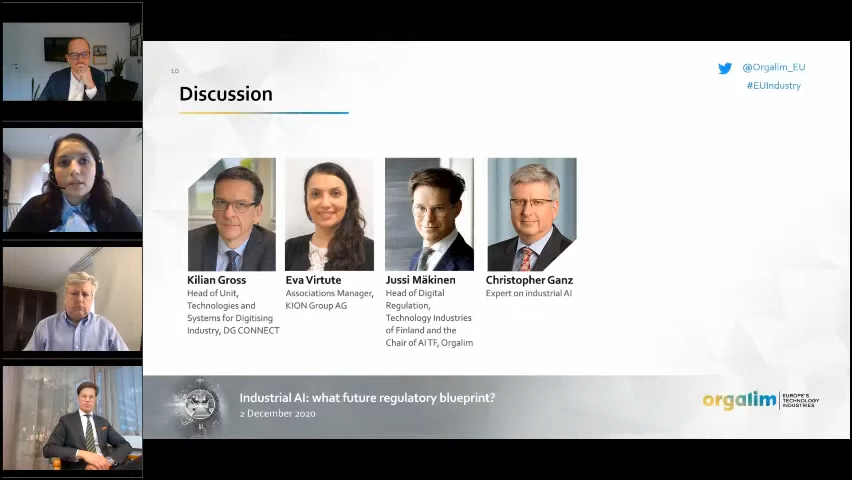 10
Discussion
@Orgalim_EU
#EUIndustry
Kilian Gross
Head of Unit,
Technologies and
Systems for Digitising
Industry, DG CONNECT
Eva Virtute
Associations Manager,
KION Group AG
Jussi Mäkinen
Head of Digital
Regulation,
Technology Industries
of Finland and the
Chair of AI TF, Orgalim
Christopher Ganz
Expert on industrial AI
AI
Industrial AI: what future regulatory blueprint?
2 December 2020
orgalim
EUROPE'S
TECHNOLOGY
INDUSTRIES